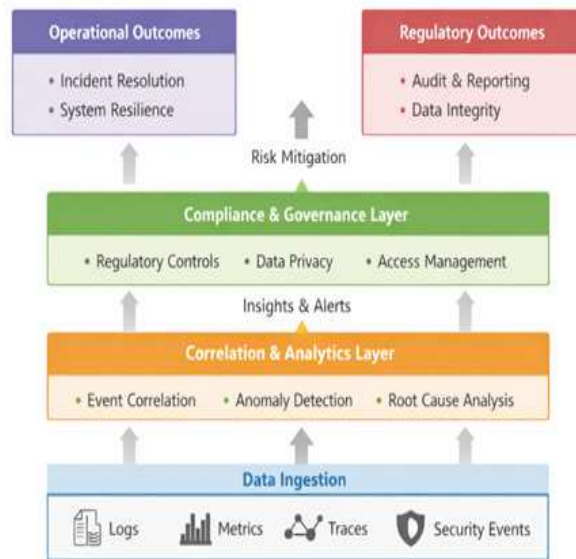 Operational Outcomes
• Incident Resolution
• System Resilience
Regulatory Outcomes
• Audit & Reporting
• Data Integrity
Risk Mitigation
Compliance & Governance Layer
• Regulatory Controls • Data Privacy • Access Management
Insights & Alerts
Correlation & Analytics Layer
• Event Correlation • Anomaly Detection • Root Cause Analysis
Data Ingestion
Logs Metrics Traces Security Events